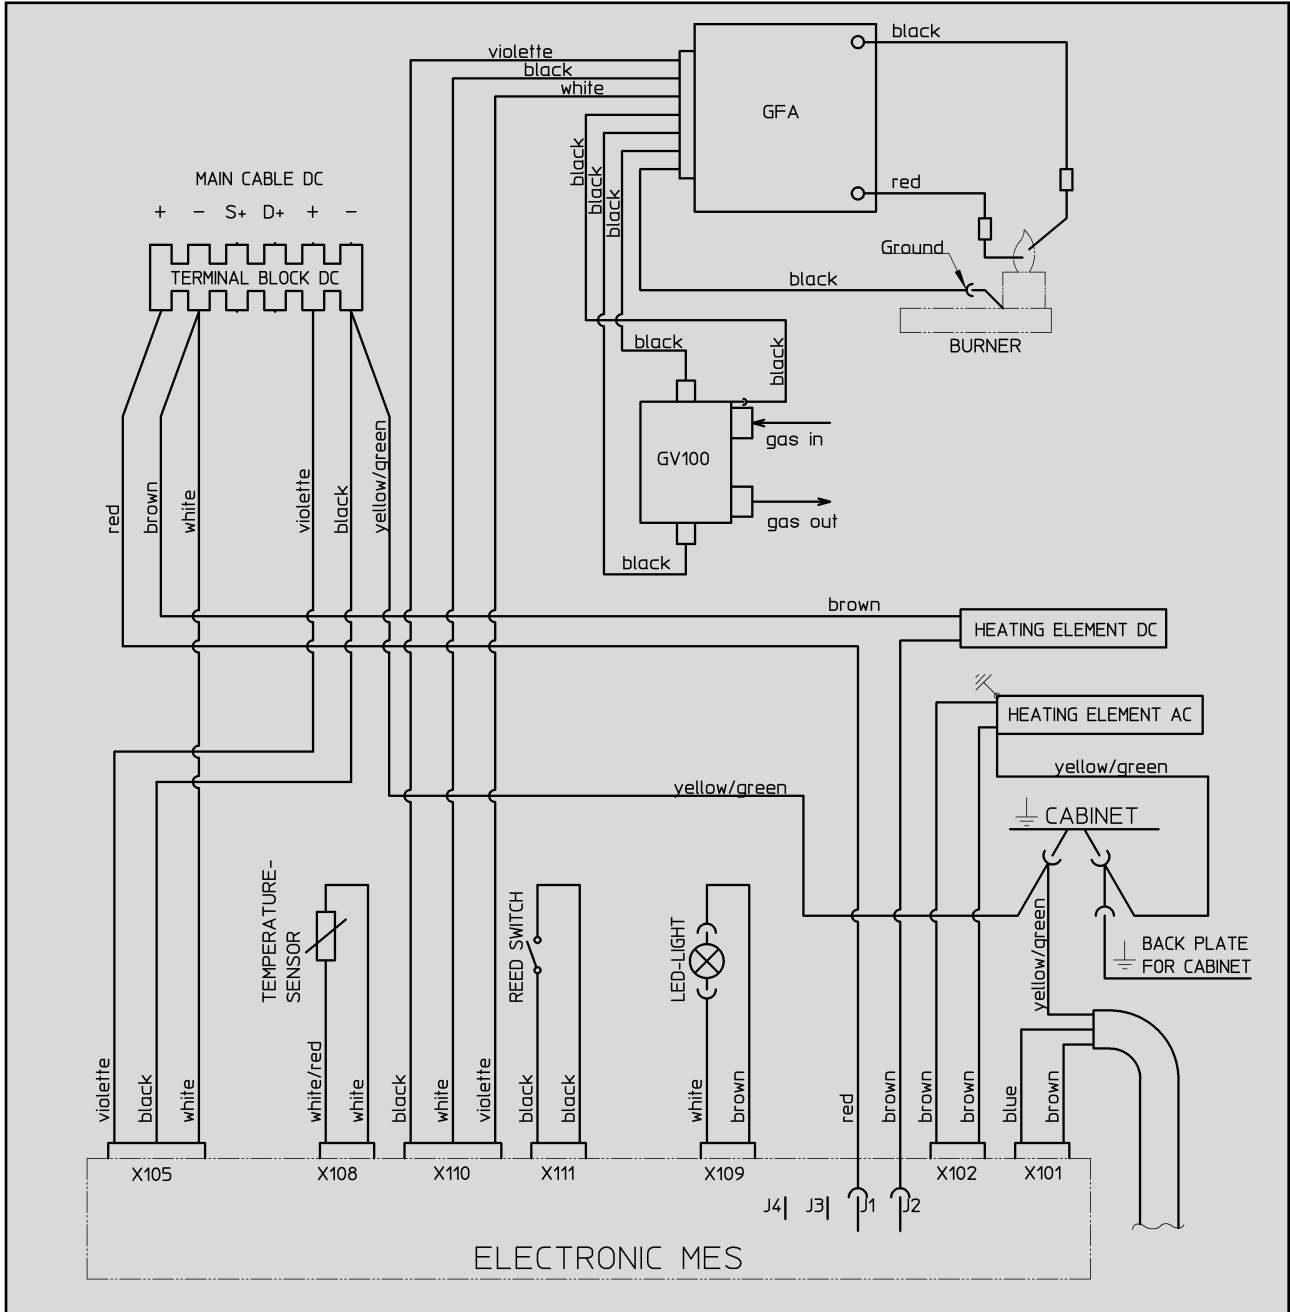 violette
black
white
black
GFA
black
black
black
red
MAIN CABLE DC
+ – S+ D+ + –
TERMINAL BLOCK DC
Ground
black
BURNER
black
black
gas in
GV100
gas out
black
red
brown
white
violette
black
yellow/green
brown
HEATING ELEMENT DC
HEATING ELEMENT AC
yellow/green
yellow/green
CABINET
TEMPERATURE-
SENSOR
REED SWITCH
LED-LIGHT
yellow/green
BACK PLATE
FOR CABINET
violette
black
white
white/red
white
black
white
violette
black
black
white
brown
red
brown
brown
brown
blue
brown
X105
X108
X110
X111
X109
X102
X101
J4
J3
J1
J2
ELECTRONIC MES